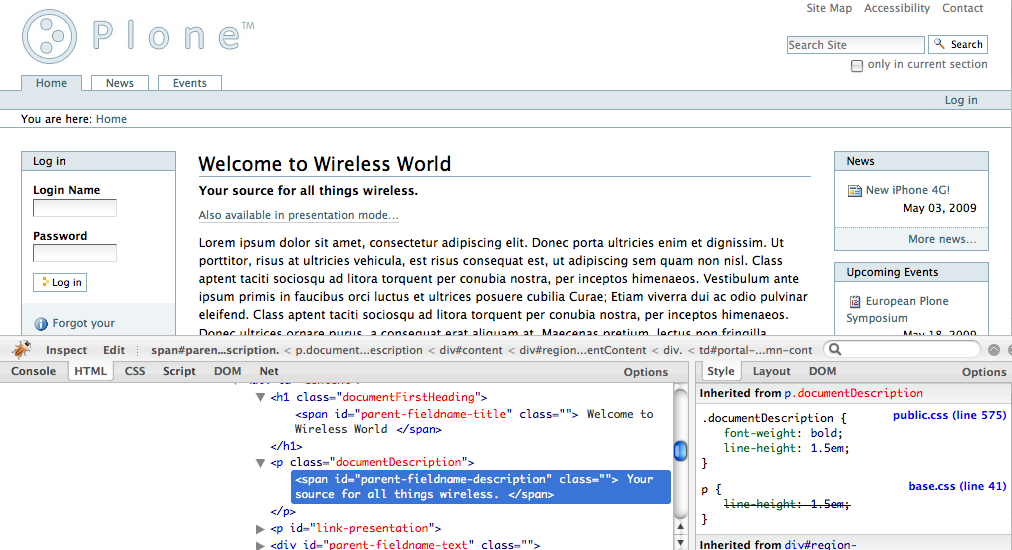 Site Map Accessibility Contact
Plone™
Search Site Search
only in current section
Home News Events
Log in
You are here: Home
Log in
Login Name
Password
Log in
Forgot your
Welcome to Wireless World
Your source for all things wireless.
Also available in presentation mode...
Lorem ipsum dolor sit amet, consectetur adipiscing elit. Donec porta ultricies enim et dignissim. Ut
porttitor, risus at ultricies vehicula, est risus consequat est, ut adipiscing sem quam non nisl. Class
aptent taciti sociosqu ad litora torquent per conubia nostra, per inceptos himenaeos. Vestibulum ante
ipsum primis in faucibus orci luctus et ultrices posuere cubilia Curae; Etiam viverra dui ac odio pulvinar
eleifend. Class aptent taciti sociosqu ad litora torquent per conubia nostra, per inceptos himenaeos.
Donec ultrices ornare purus, a consequat erat aliquam at. Maecenas pretium, lectus non fringilla
News
New iPhone 4G!
May 03, 2009
More news...
Upcoming Events
European Plone
Symposium
May 18, 2009
Inspect Edit span#paren...scription. < p.document...escription < div#content < div#region...entContent < div. < td#portal-...mn-cont
Console HTML CSS Script DOM Net Options
<h1 class="documentFirstHeading">
<span id="parent-fieldname-title" class=""> Welcome to
Wireless World </span>
</h1>
<p class="documentDescription">
<span id="parent-fieldname-description" class=""> Your
source for all things wireless. </span>
</p>
<p id="link-presentation">
<div id="parent-fieldname-text" class="">
Style Layout DOM Options
Inherited from p.documentDescription
.documentDescription { public.css (line 575)
font-weight: bold;
line-height: 1.5em;
}
p { base.css (line 41)
line-height: 1.5em;
}
Inherited from div#region-